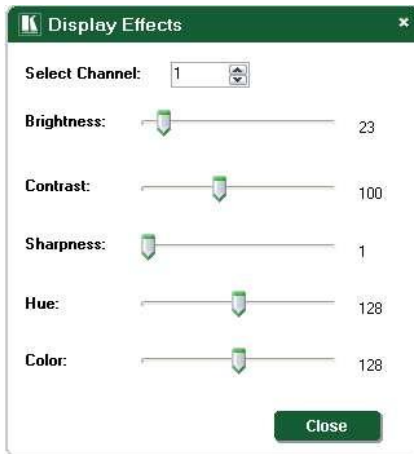 K Display Effects
Select Channel: 1
Brightness: 23
Contrast: 100
Sharpness: 1
Hue: 128
Color: 128
Close